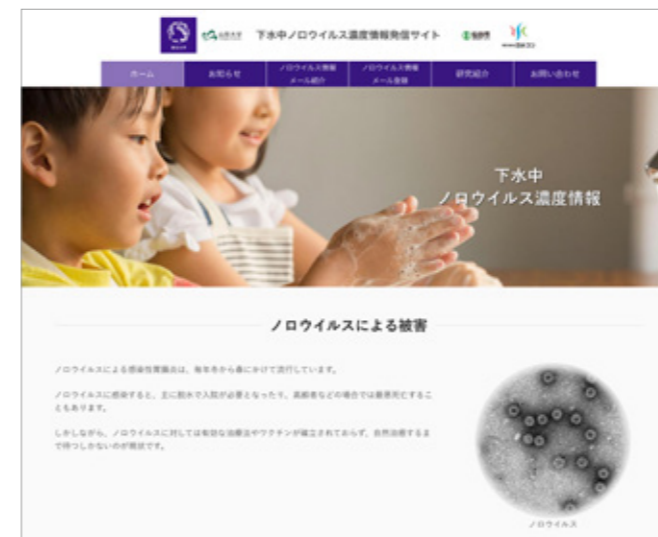 下水中ノロウイルス濃度情報発信サイト
ホーム
お知らせ
ノロウイルス情報
メール紹介
ノロウイルス情報
メール登録
研究紹介
お問い合わせ
下水中
ノロウイルス濃度情報
ノロウイルスによる被害
ノロウイルスによる感染性胃腸炎は、毎年冬から春にかけて流行しています。
ノロウイルスに感染すると、主に脱水で入院が必要となったり、高齢者などの場合では最悪死亡するこ
ともあります。
しかしながら、ノロウイルスに対しては有効な治療法やワクチンが確立されておらず、自然治癒するま
で待つしかないのが現状です。
ノロウイルス